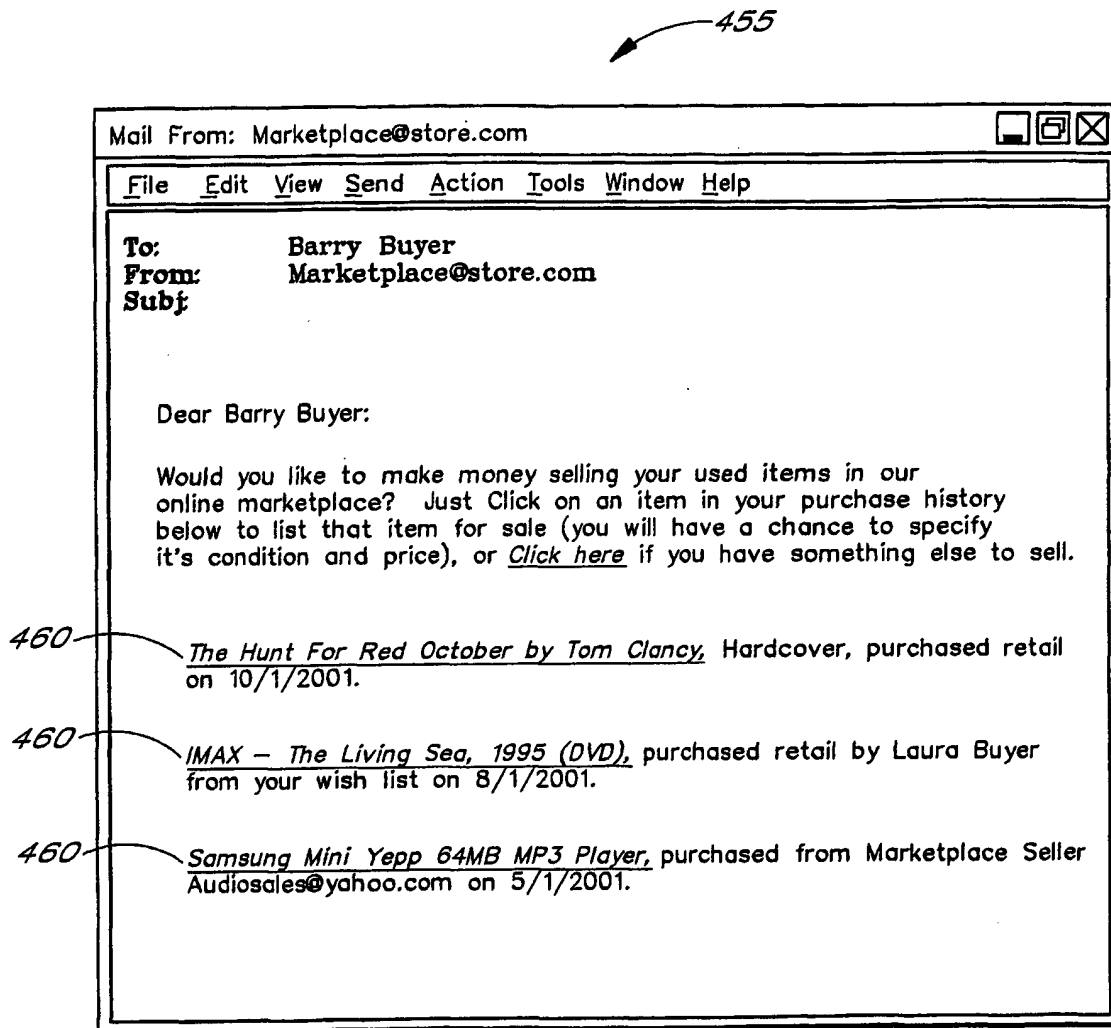 455
Mail From: Marketplace@store.com
File Edit View Send Action Tools Window Help
To: Barry Buyer
From: Marketplace@store.com
Subj:
Dear Barry Buyer:
Would you like to make money selling your used items in our
online marketplace? Just Click on an item in your purchase history
below to list that item for sale (you will have a chance to specify
it's condition and price), or Click here if you have something else to sell.
460
The Hunt For Red October by Tom Clancy, Hardcover, purchased retail
on 10/1/2001.
460
IMAX – The Living Sea, 1995 (DVD), purchased retail by Laura Buyer
from your wish list on 8/1/2001.
460
Samsung Mini Yepp 64MB MP3 Player, purchased from Marketplace Seller
Audiosales@yahoo.com on 5/1/2001.